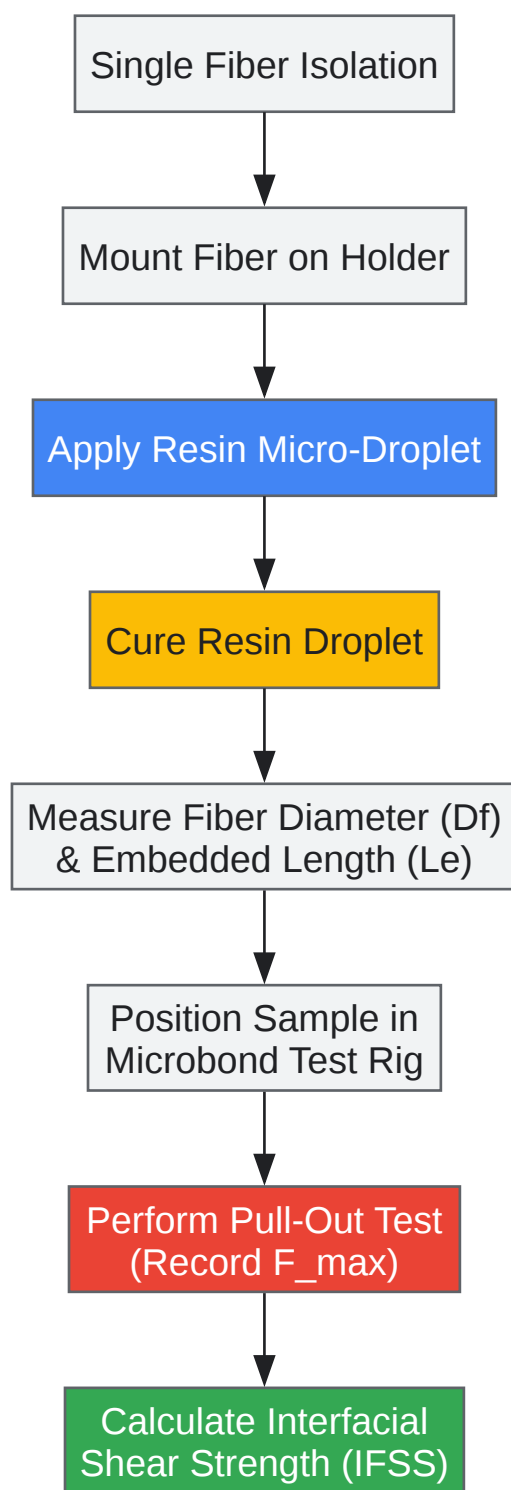 Single Fiber Isolation
Mount Fiber on Holder
Apply Resin Micro-Droplet
Cure Resin Droplet
Measure Fiber Diameter (Df)
& Embedded Length (Le)
Position Sample in
Microbond Test Rig
Perform Pull-Out Test
(Record F_max)
Calculate Interfacial
Shear Strength (IFSS)